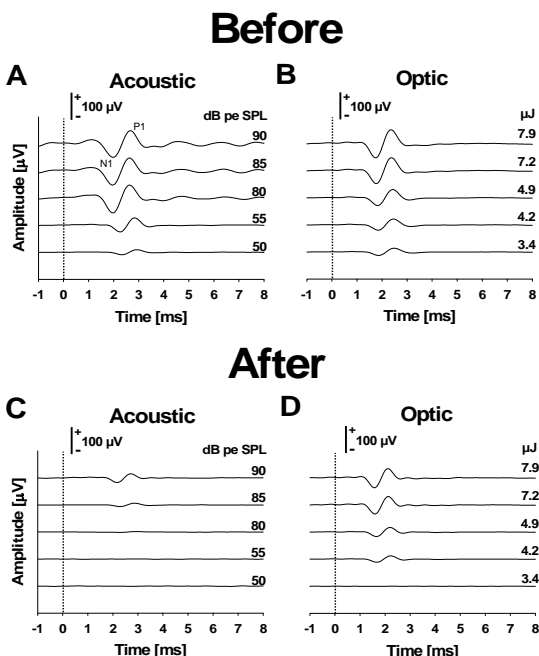 Before
A Acoustic
+
- 100 µV
dB pe SPL
P1
N1
90
85
80
55
50
Amplitude [µV]
-1 0 1 2 3 4 5 6 7 8
Time [ms]
B Optic
+
- 100 µV
µJ
7.9
7.2
4.9
4.2
3.4
-1 0 1 2 3 4 5 6 7 8
Time [ms]
After
C Acoustic
+
- 100 µV
dB pe SPL
90
85
80
55
50
Amplitude [µV]
-1 0 1 2 3 4 5 6 7 8
Time [ms]
D Optic
+
- 100 µV
µJ
7.9
7.2
4.9
4.2
3.4
-1 0 1 2 3 4 5 6 7 8
Time [ms]